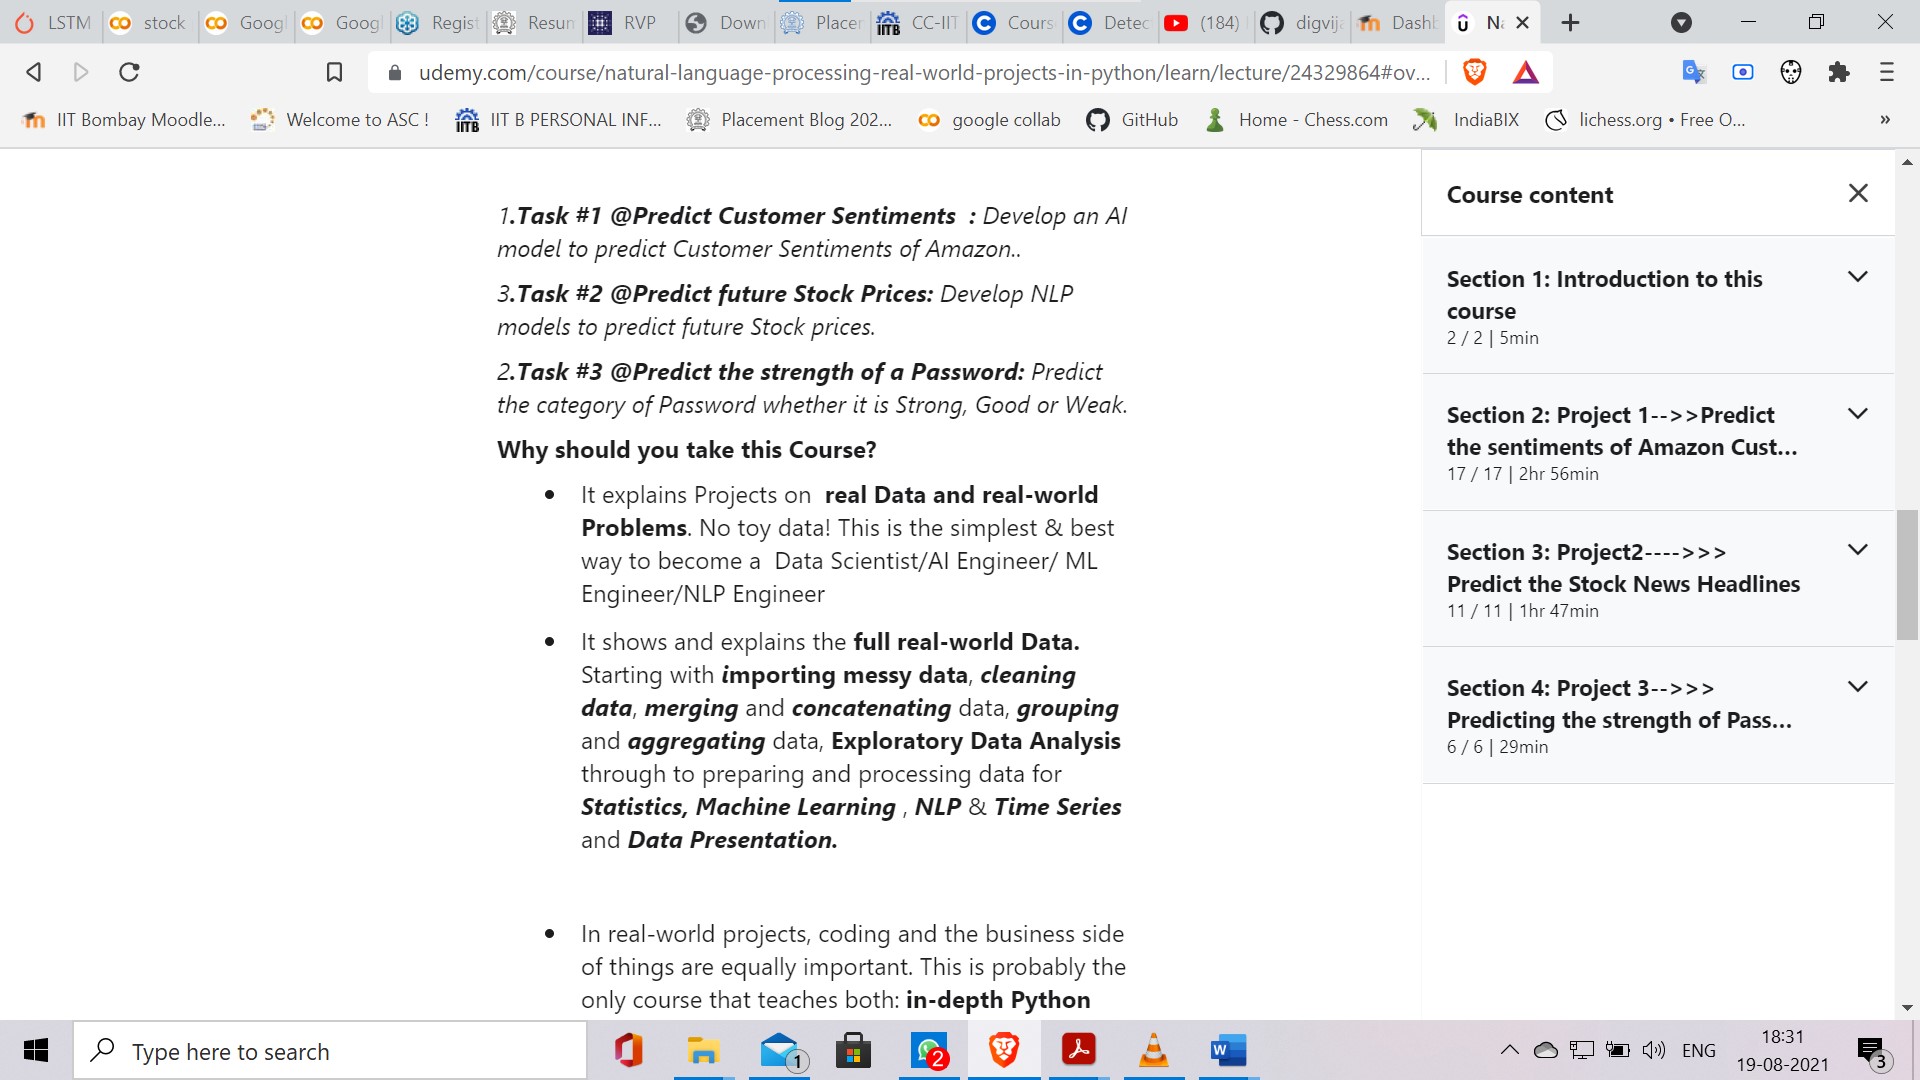 LSTM
stock
Googl
Googl
Regist
Resun
RVP
Down
Placer
CC-IIT
Cours
Detec
(184)
digvija
Dashb
Na
udemy.com/course/natural-language-processing-real-world-projects-in-python/learn/lecture/24329864#ov...
IIT Bombay Moodle...
Welcome to ASC !
IIT B PERSONAL INF...
Placement Blog 202...
google collab
GitHub
Home - Chess.com
IndiaBIX
lichess.org • Free O...
»
1.Task #1 @Predict Customer Sentiments : Develop an AI
model to predict Customer Sentiments of Amazon..
3.Task #2 @Predict future Stock Prices: Develop NLP
models to predict future Stock prices.
2.Task #3 @Predict the strength of a Password: Predict
the category of Password whether it is Strong, Good or Weak.
Why should you take this Course?
• It explains Projects on real Data and real-world
Problems. No toy data! This is the simplest & best
way to become a Data Scientist/AI Engineer/ ML
Engineer/NLP Engineer
• It shows and explains the full real-world Data.
Starting with importing messy data, cleaning
data, merging and concatenating data, grouping
and aggregating data, Exploratory Data Analysis
through to preparing and processing data for
Statistics, Machine Learning , NLP & Time Series
and Data Presentation.
• In real-world projects, coding and the business side
of things are equally important. This is probably the
only course that teaches both: in-depth Python
Course content
Section 1: Introduction to this
course
2 / 2 | 5min
Section 2: Project 1-->>Predict
the sentiments of Amazon Cust...
17 / 17 | 2hr 56min
Section 3: Project2---->>>
Predict the Stock News Headlines
11 / 11 | 1hr 47min
Section 4: Project 3-->>>
Predicting the strength of Pass...
6 / 6 | 29min
Type here to search
1
2
ENG
18:31
19-08-2021
3